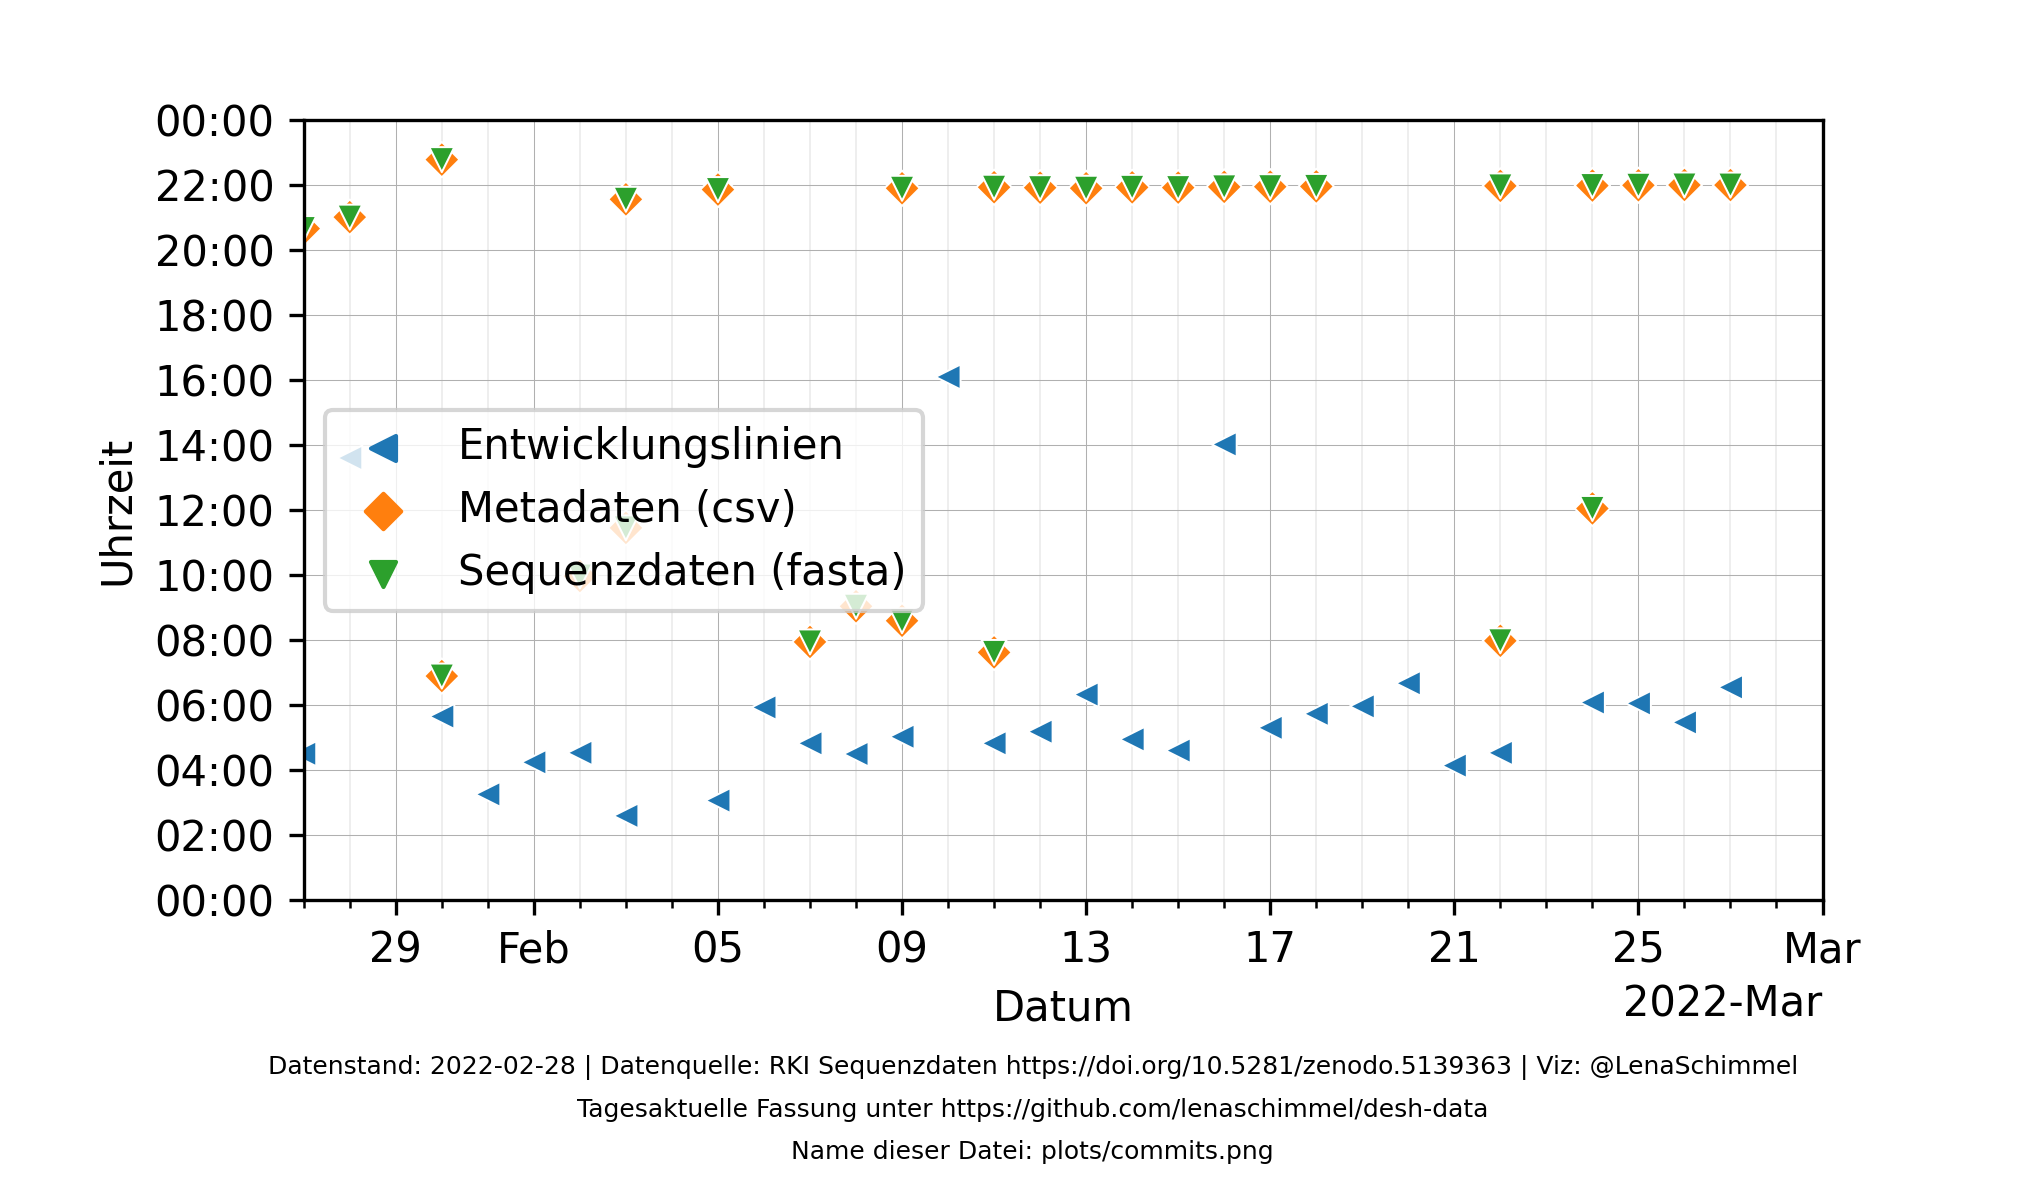 00:00
22:00
20:00
18:00
16:00
14:00
12:00
10:00
08:00
06:00
04:00
02:00
00:00
Uhrzeit
Entwicklungslinien
Metadaten (csv)
Sequenzdaten (fasta)
29 Feb 05 09 13 17 21 25 Mar
Datum
2022-Mar
Datenstand: 2022-02-28 | Datenquelle: RKI Sequenzdaten https://doi.org/10.5281/zenodo.5139363 | Viz: @LenaSchimmel
Tagesaktuelle Fassung unter https://github.com/lenaschimmel/desh-data
Name dieser Datei: plots/commits.png